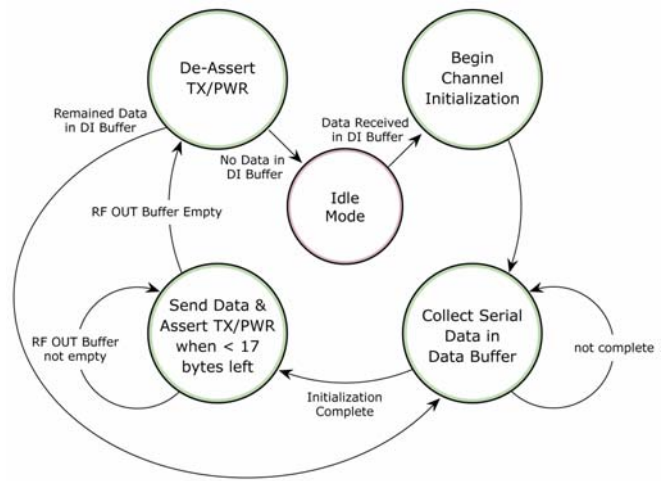 De-Assert
TX/PWR
Begin
Channel
Initialization
Remained Data
in DI Buffer
Data Received
in DI Buffer
No Data in
DI Buffer
Idle
Mode
RF OUT Buffer Empty
Send Data &
Assert TX/PWR
when < 17
bytes left
Collect Serial
Data in
Data Buffer
RF OUT Buffer
not empty
not complete
Initialization
Complete